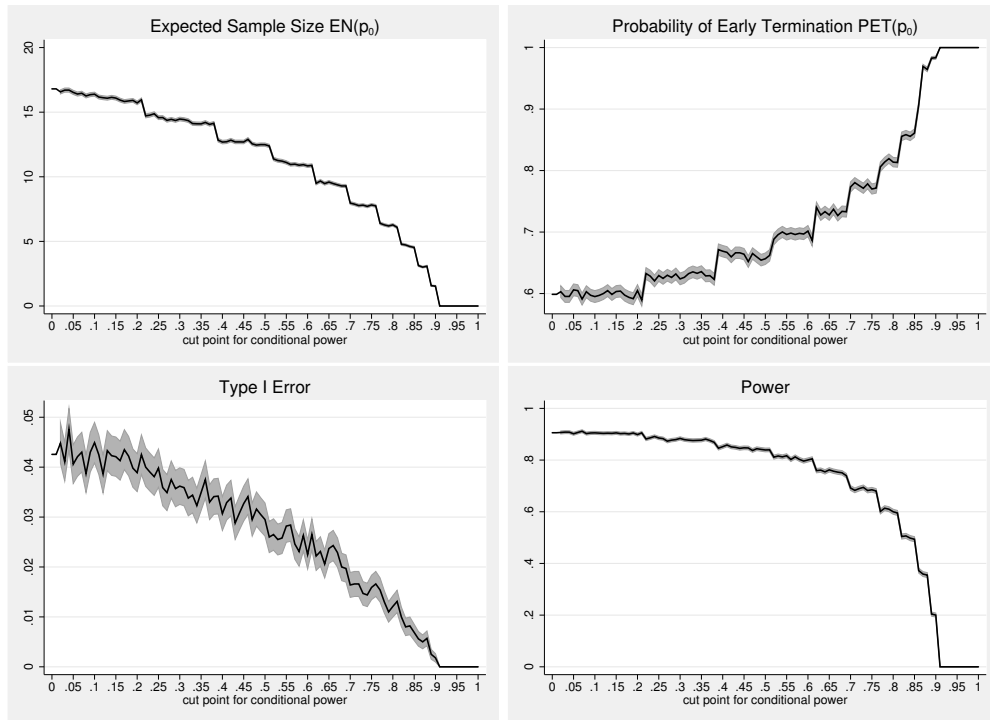 Expected Sample Size EN(p₀)
20
15
10
5
0
0 .05 .1 .15 .2 .25 .3 .35 .4 .45 .5 .55 .6 .65 .7 .75 .8 .85 .9 .95 1
cut point for conditional power
Probability of Early Termination PET(p₀)
1
.9
.8
.7
.6
0 .05 .1 .15 .2 .25 .3 .35 .4 .45 .5 .55 .6 .65 .7 .75 .8 .85 .9 .95 1
cut point for conditional power
Type I Error
.05
.04
.03
.02
.01
0
0 .05 .1 .15 .2 .25 .3 .35 .4 .45 .5 .55 .6 .65 .7 .75 .8 .85 .9 .95 1
cut point for conditional power
Power
1
.8
.6
.4
.2
0
0 .05 .1 .15 .2 .25 .3 .35 .4 .45 .5 .55 .6 .65 .7 .75 .8 .85 .9 .95 1
cut point for conditional power